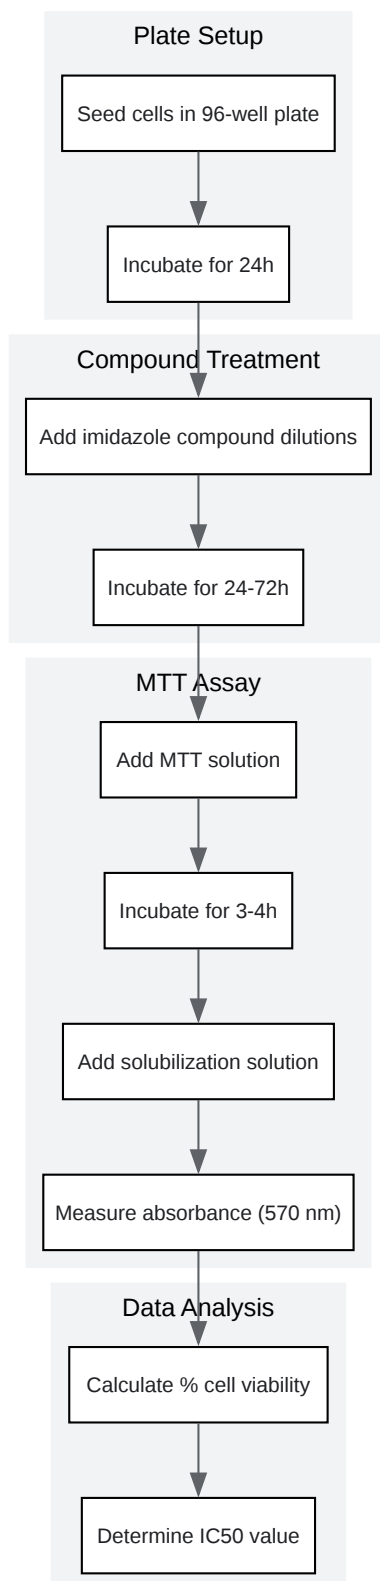 Plate Setup
Seed cells in 96-well plate
Incubate for 24h
Compound Treatment
Add imidazole compound dilutions
Incubate for 24-72h
MTT Assay
Add MTT solution
Incubate for 3-4h
Add solubilization solution
Measure absorbance (570 nm)
Data Analysis
Calculate % cell viability
Determine IC50 value